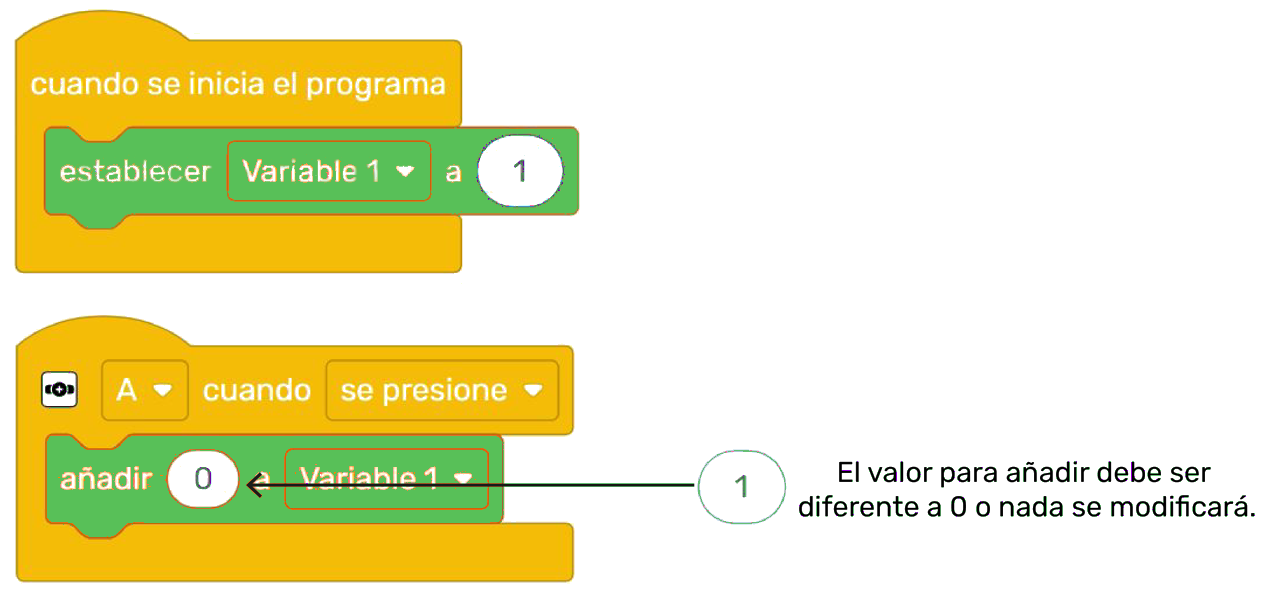 cuando se inicia el programa
establecer Variable 1 a 1
A cuando se presione
añadir 0 a Variable 1
1
El valor para añadir debe ser
diferente a 0 o nada se modificará.